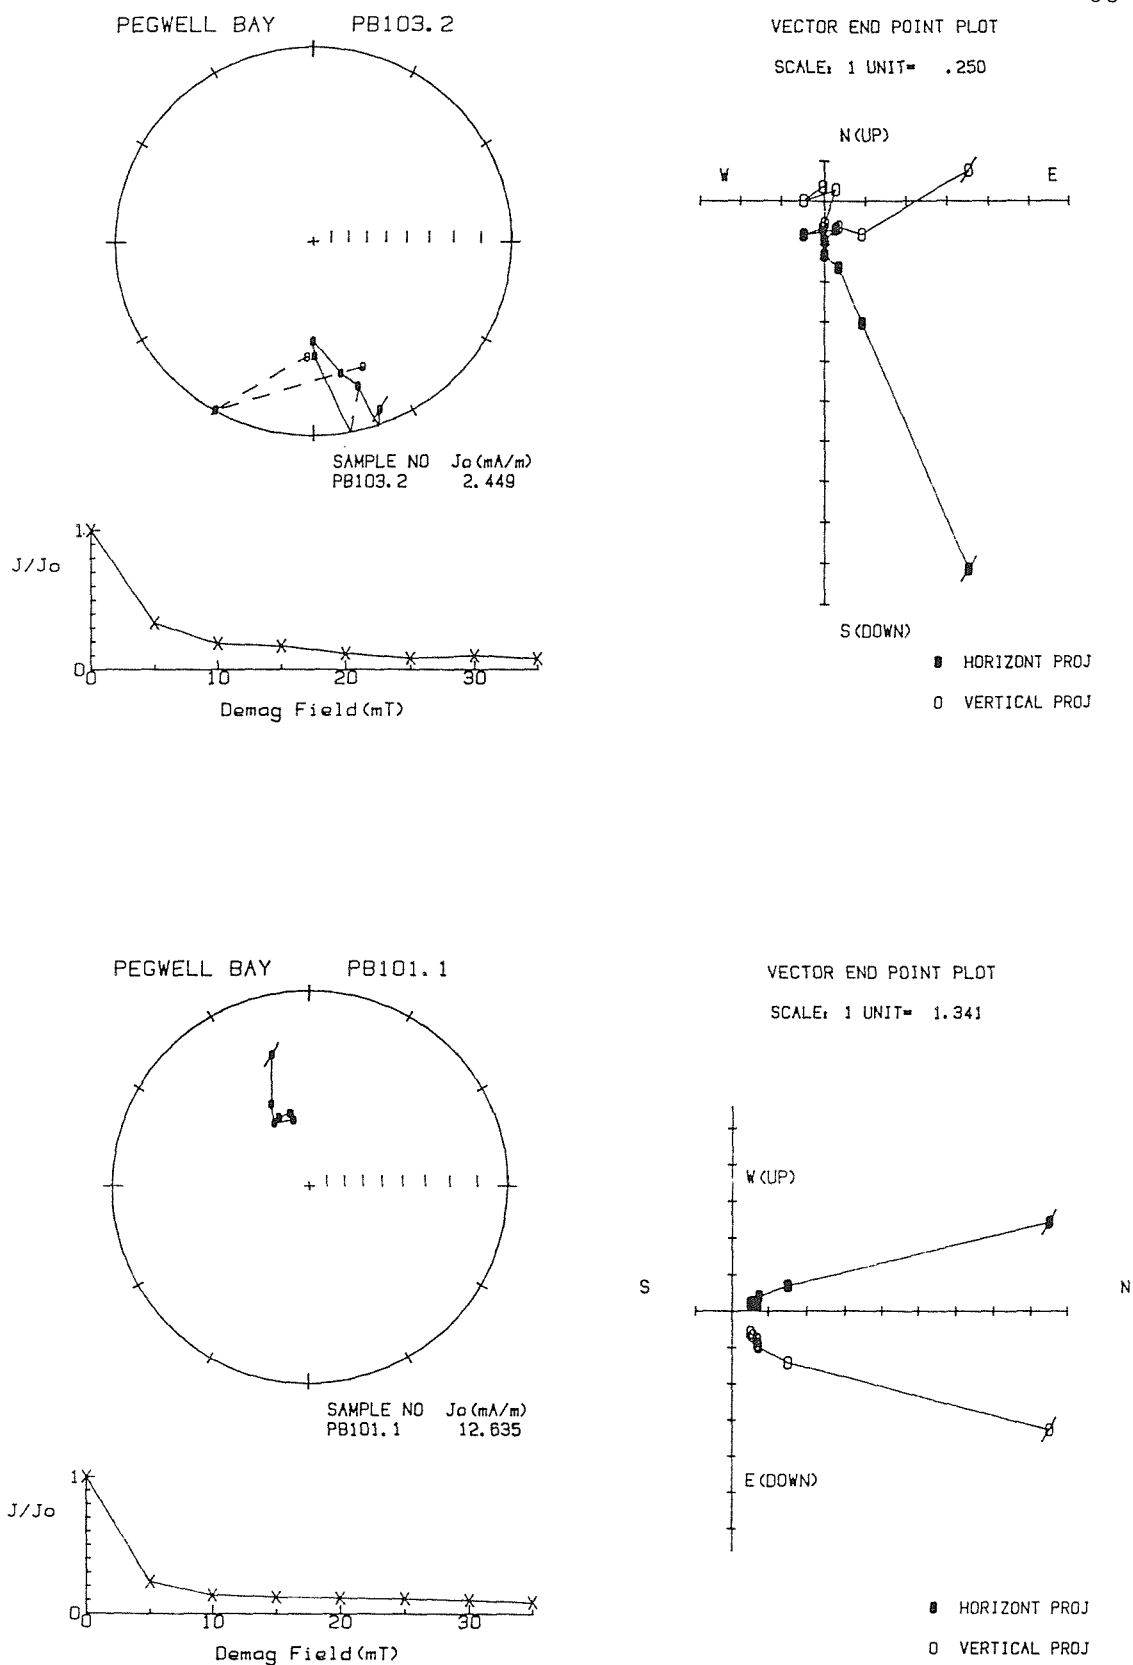 PEGWELL BAY PB103.2
VECTOR END POINT PLOT
SCALE: 1 UNIT= .250
N(UP)
W E
S(DOWN)
HORIZONT PROJ
VERTICAL PROJ
SAMPLE NO Jo(mA/m)
PB103.2 2.449
1
J/Jo
0
0 10 20 30
Demag Field(mT)
PEGWELL BAY PB101.1
VECTOR END POINT PLOT
SCALE: 1 UNIT= 1.341
W(UP)
S N
E(DOWN)
HORIZONT PROJ
VERTICAL PROJ
SAMPLE NO Jo(mA/m)
PB101.1 12.635
1
J/Jo
0
0 10 20 30
Demag Field(mT)